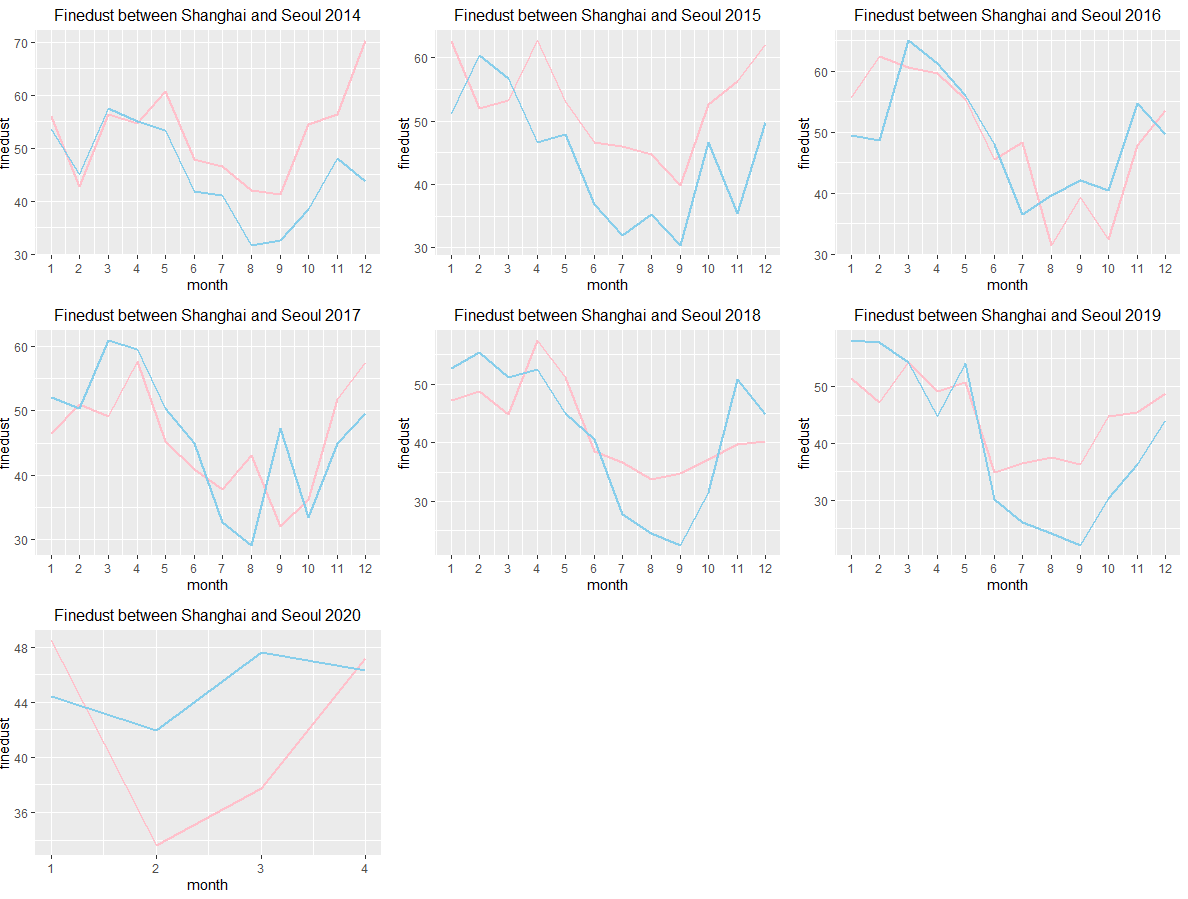 Finedust between Shanghai and Seoul 2014
70
60
50
40
30
finedust
1 2 3 4 5 6 7 8 9 10 11 12
month
Finedust between Shanghai and Seoul 2015
60
50
40
30
finedust
1 2 3 4 5 6 7 8 9 10 11 12
month
Finedust between Shanghai and Seoul 2016
60
50
40
30
finedust
1 2 3 4 5 6 7 8 9 10 11 12
month
Finedust between Shanghai and Seoul 2017
60
50
40
30
finedust
1 2 3 4 5 6 7 8 9 10 11 12
month
Finedust between Shanghai and Seoul 2018
50
40
30
finedust
1 2 3 4 5 6 7 8 9 10 11 12
month
Finedust between Shanghai and Seoul 2019
50
40
30
finedust
1 2 3 4 5 6 7 8 9 10 11 12
month
Finedust between Shanghai and Seoul 2020
48
44
40
36
finedust
1 2 3 4
month